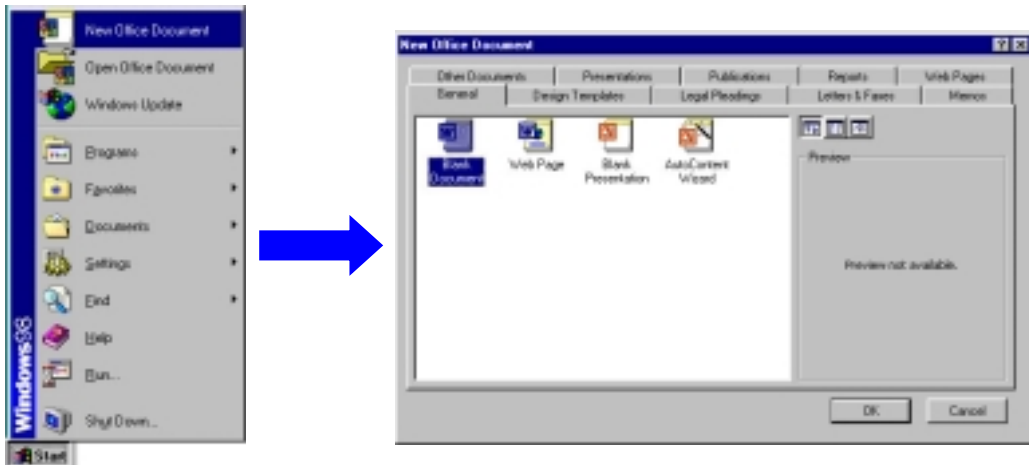 New Office Document
Open Office Document
Windows Update
Programs
Favorites
Documents
Settings
Find
Help
Run...
Shut Down...
Windows98
Start
New Office Document
Other Documents Presentations Publications Reports Web Pages
General Design Templates Legal Pleadings Letters & Faxes Memos
Blank Document
Web Page
Blank Presentation
AutoContent Wizard
Preview
Preview not available.
OK Cancel